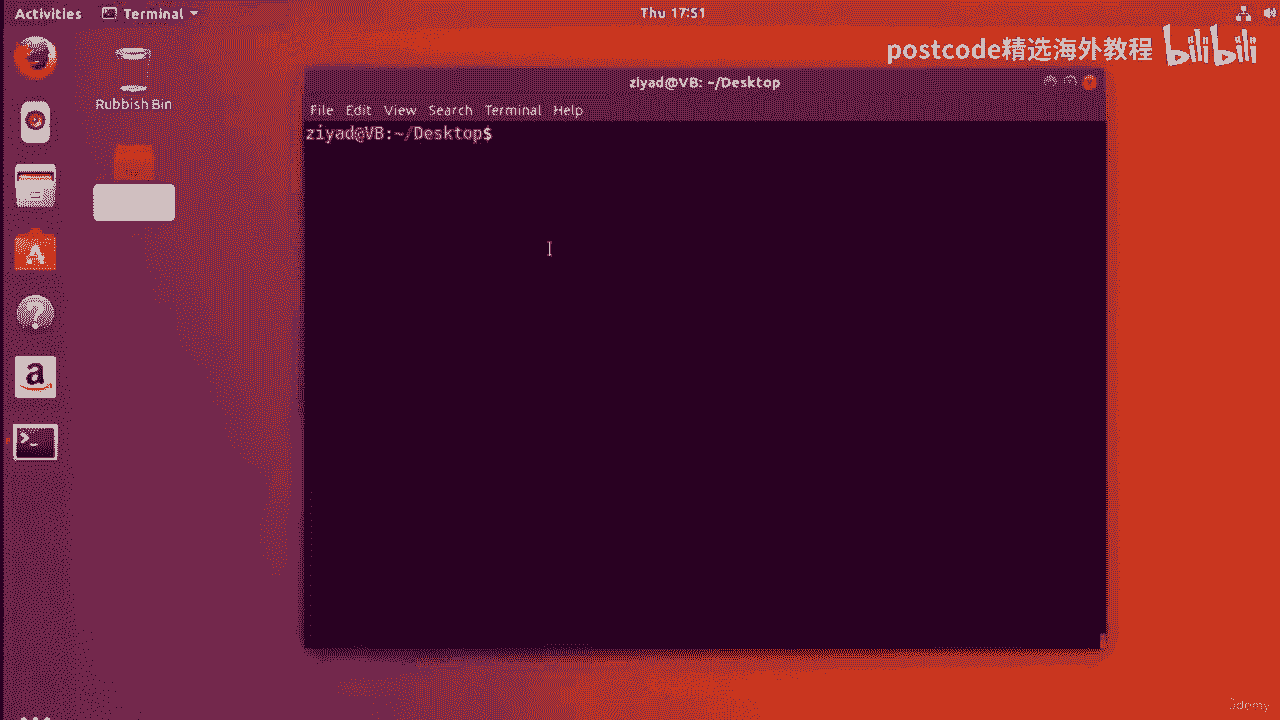 Activities Terminal Thu 17:51
postcode精选海外教程 bilibili
Rubbish Bin
ziyad@VB: ~/Desktop
File Edit View Search Terminal Help
ziyad@VB:~/Desktop$
Udemy